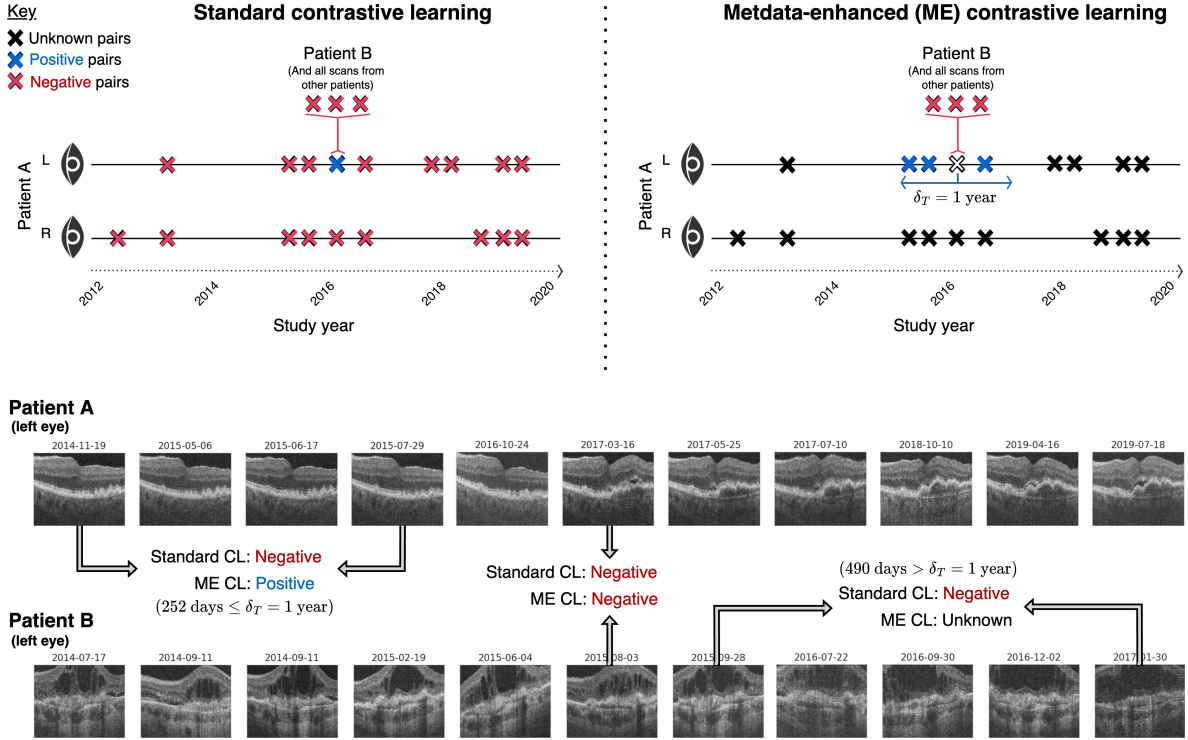 Key
Unknown pairs
Positive pairs
Negative pairs
Standard contrastive learning
Patient B
(And all scans from
other patients)
Patient A
L
R
2012
2014
2016
2018
2020
Study year
Metdata-enhanced (ME) contrastive learning
Patient B
(And all scans from
other patients)
Patient A
L
R
δT = 1 year
2012
2014
2016
2018
2020
Study year
Patient A
(left eye)
2014-11-19 2015-05-06 2015-06-17 2015-07-29 2016-10-24 2017-03-16 2017-05-25 2017-07-10 2018-10-10 2019-04-16 2019-07-18
Standard CL: Negative
ME CL: Positive
(252 days ≤ δT = 1 year)
Standard CL: Negative
ME CL: Negative
(490 days > δT = 1 year)
Standard CL: Negative
ME CL: Unknown
Patient B
(left eye)
2014-07-17 2014-09-11 2014-09-11 2015-02-19 2015-06-04 2015-08-03 2015-09-28 2016-07-22 2016-09-30 2016-12-02 2017-01-30